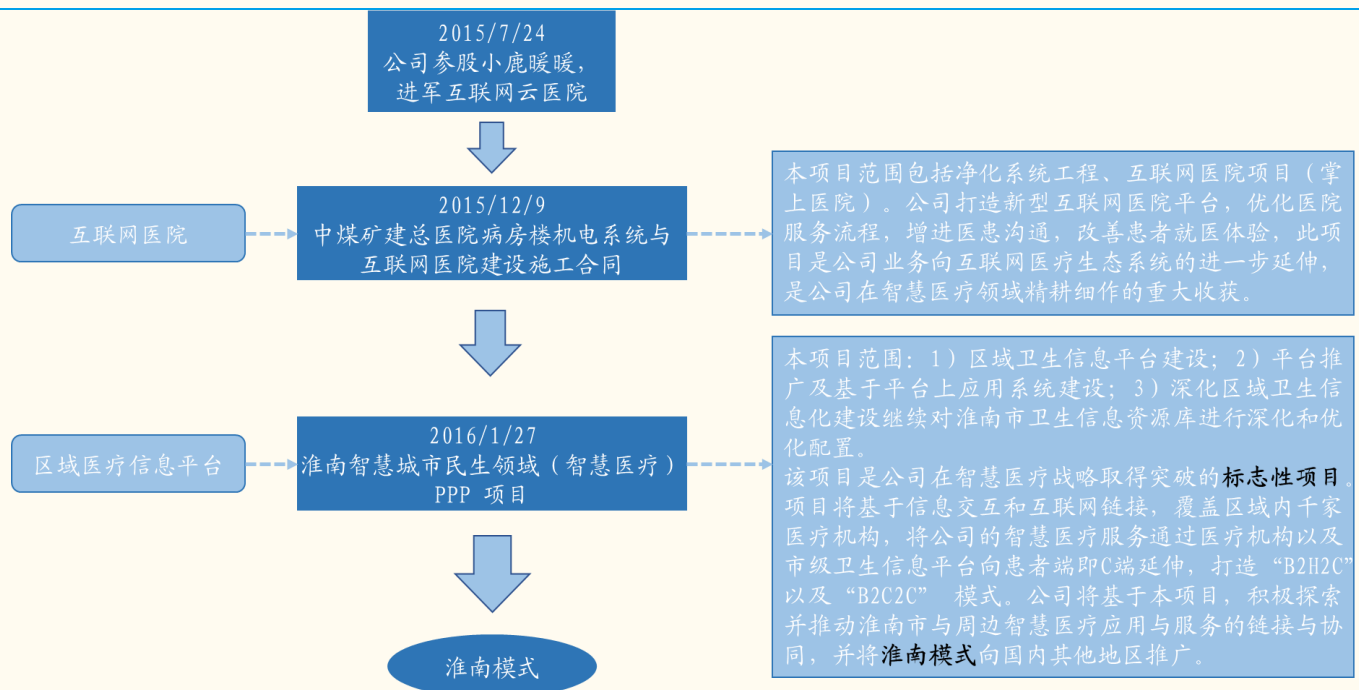 2015/7/24
公司参股小鹿暖暖，
进军互联网云医院
互联网医院
2015/12/9
中煤矿建总医院病房楼机电系统与
互联网医院建设施工合同
本项目范围包括净化系统工程、互联网医院项目（掌
上医院）。公司打造新型互联网医院平台，优化医院
服务流程，增进医患沟通，改善患者就医体验，此项
目是公司业务向互联网医疗生态系统的进一步延伸，
是公司在智慧医疗领域精耕细作的重大收获。
区域医疗信息平台
2016/1/27
淮南智慧城市民生领域（智慧医疗）
PPP 项目
本项目范围：1）区域卫生信息平台建设；2）平台推
广及基于平台上应用系统建设；3）深化区域卫生信
息化建设继续对淮南市卫生信息资源库进行深化和优
化配置。
该项目是公司在智慧医疗战略取得突破的标志性项目。
项目将基于信息交互和互联网链接，覆盖区域内千家
医疗机构，将公司的智慧医疗服务通过医疗机构以及
市级卫生信息平台向患者端即C端延伸，打造“B2H2C”
以及“B2C2C” 模式。公司将基于本项目，积极探索
并推动淮南市与周边智慧医疗应用与服务的链接与协
同，并将淮南模式向国内其他地区推广。
淮南模式